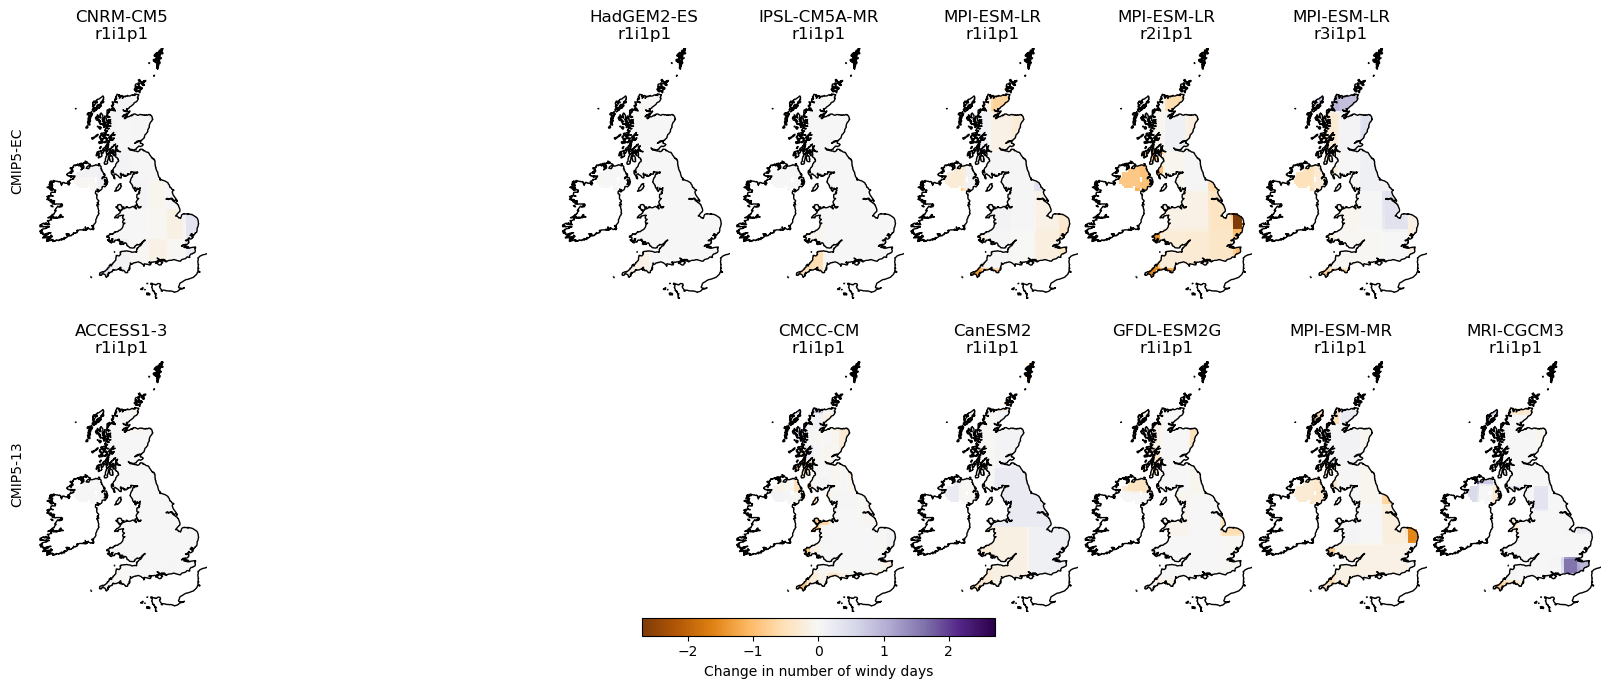 CNRM-CM5
r1i1p1
HadGEM2-ES
r1i1p1
IPSL-CM5A-MR
r1i1p1
MPI-ESM-LR
r1i1p1
MPI-ESM-LR
r2i1p1
MPI-ESM-LR
r3i1p1
CMIP5-EC
ACCESS1-3
r1i1p1
CMCC-CM
r1i1p1
CanESM2
r1i1p1
GFDL-ESM2G
r1i1p1
MPI-ESM-MR
r1i1p1
MRI-CGCM3
r1i1p1
CMIP5-13
−2 −1 0 1 2
Change in number of windy days